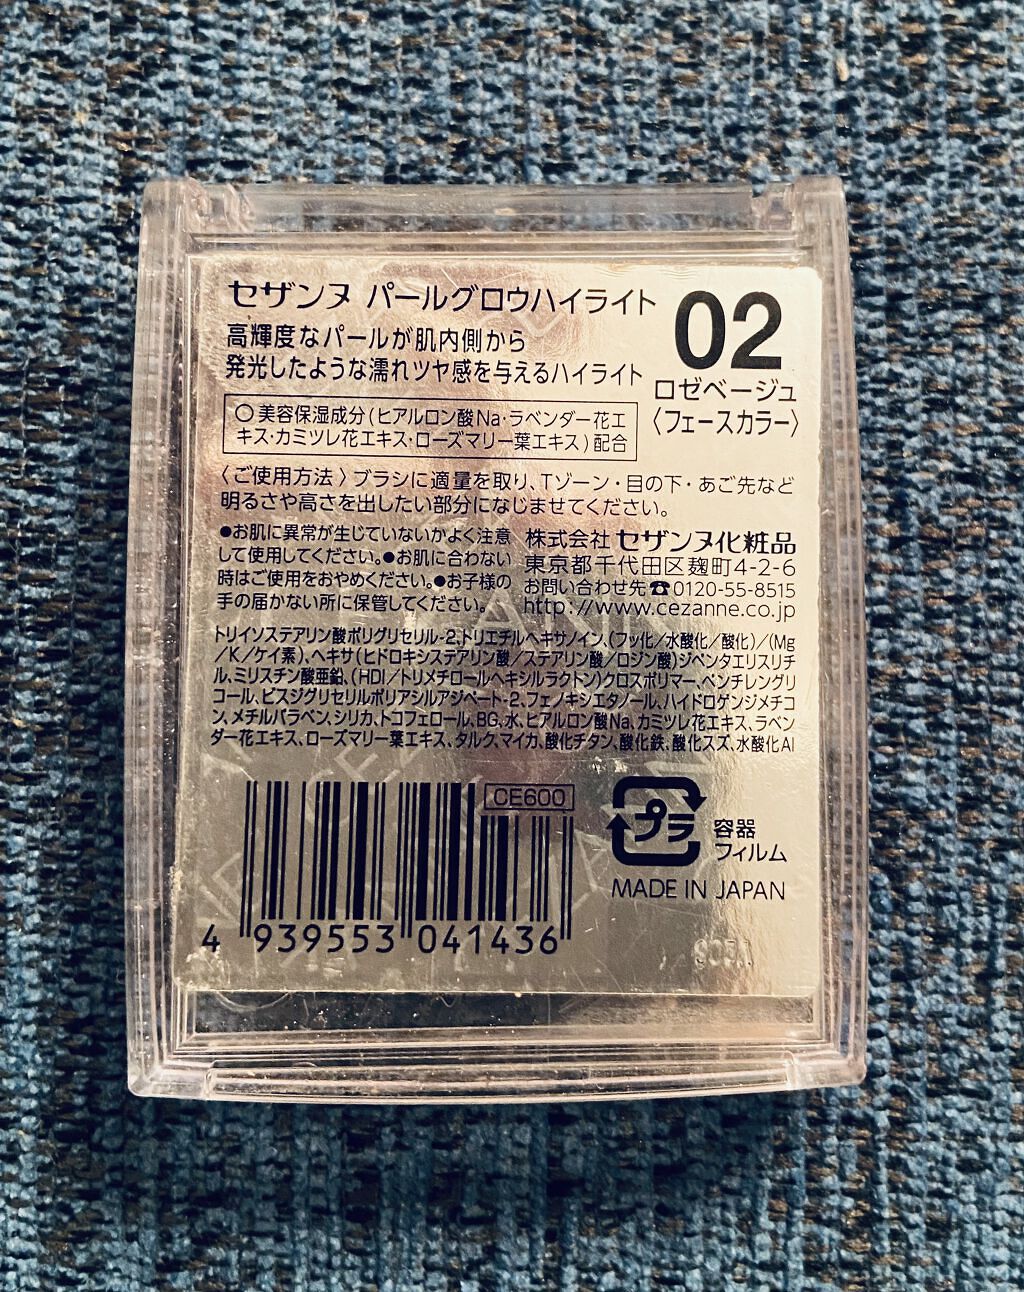 セザンヌ パールグロウハイライト
02
ロゼベージュ
〈フェースカラー〉
高輝度なパールが肌内側から
発光したような濡れツヤ感を与えるハイライト
○美容保湿成分(ヒアルロン酸Na・ラベンダー花エ
キス・カミツレ花エキス・ローズマリー葉エキス)配合
〈ご使用方法〉ブラシに適量を取り、Tゾーン・目の下・あご先など
明るさや高さを出したい部分になじませてください。
●お肌に異常が生じていないかよく注意
して使用してください。●お肌に合わない
時はご使用をおやめください。●お子様の
手の届かない所に保管してください。
株式会社 セザンヌ化粧品
東京都千代田区麹町4-2-6
お問い合わせ先☎0120-55-8515
http://www.cezanne.co.jp
トリイソステアリン酸ポリグリセリル-2、トリエチルヘキサノイン、(フッ化/水酸化/酸化)/(Mg
/K/ケイ素)、ヘキサ(ヒドロキシステアリン酸/ステアリン酸/ロジン酸)ジペンタエリスリチ
ル、ミリスチン酸亜鉛、(HDI/トリメチロールヘキシルラクトン)クロスポリマー、ペンチレングリ
コール、ビスジグリセリルポリアシルアジペート-2、フェノキシエタノール、ハイドロゲンジメチコ
ン、メチルパラベン、シリカ、トコフェロール、BG、水、ヒアルロン酸Na、カミツレ花エキス、ラベン
ダー花エキス、ローズマリー葉エキス、タルク、マイカ、酸化チタン、酸化鉄、酸化スズ、水酸化Al
CE600
プラ
容器
フィルム
MADE IN JAPAN
4 939553 041436